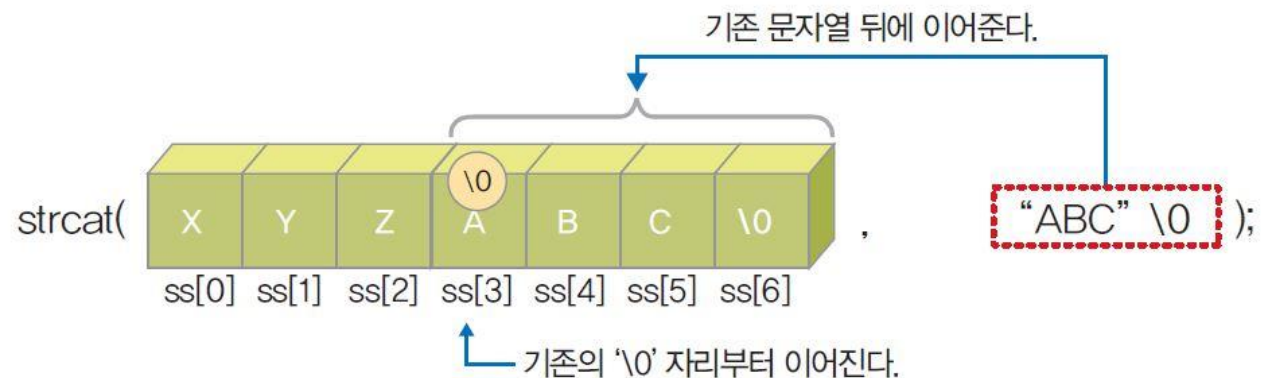 기존 문자열 뒤에 이어준다.
\0
strcat( X Y Z A B C \0 , “ABC” \0 );
ss[0] ss[1] ss[2] ss[3] ss[4] ss[5] ss[6]
기존의 ‘\0’ 자리부터 이어진다.